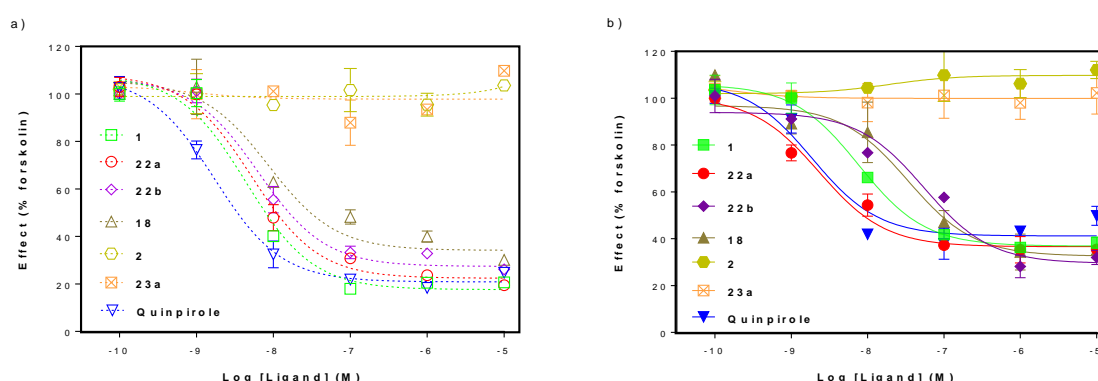 a)
Effect (% forskolin)
120
100
80
60
40
20
0
1
22a
22b
18
2
23a
Quinpirole
-10 -9 -8 -7 -6 -5
Log [Ligand] (M)
b)
Effect (% forskolin)
120
100
80
60
40
20
0
1
22a
22b
18
2
23a
Quinpirole
-10 -9 -8 -7 -6 -5
Log [Ligand] (M)